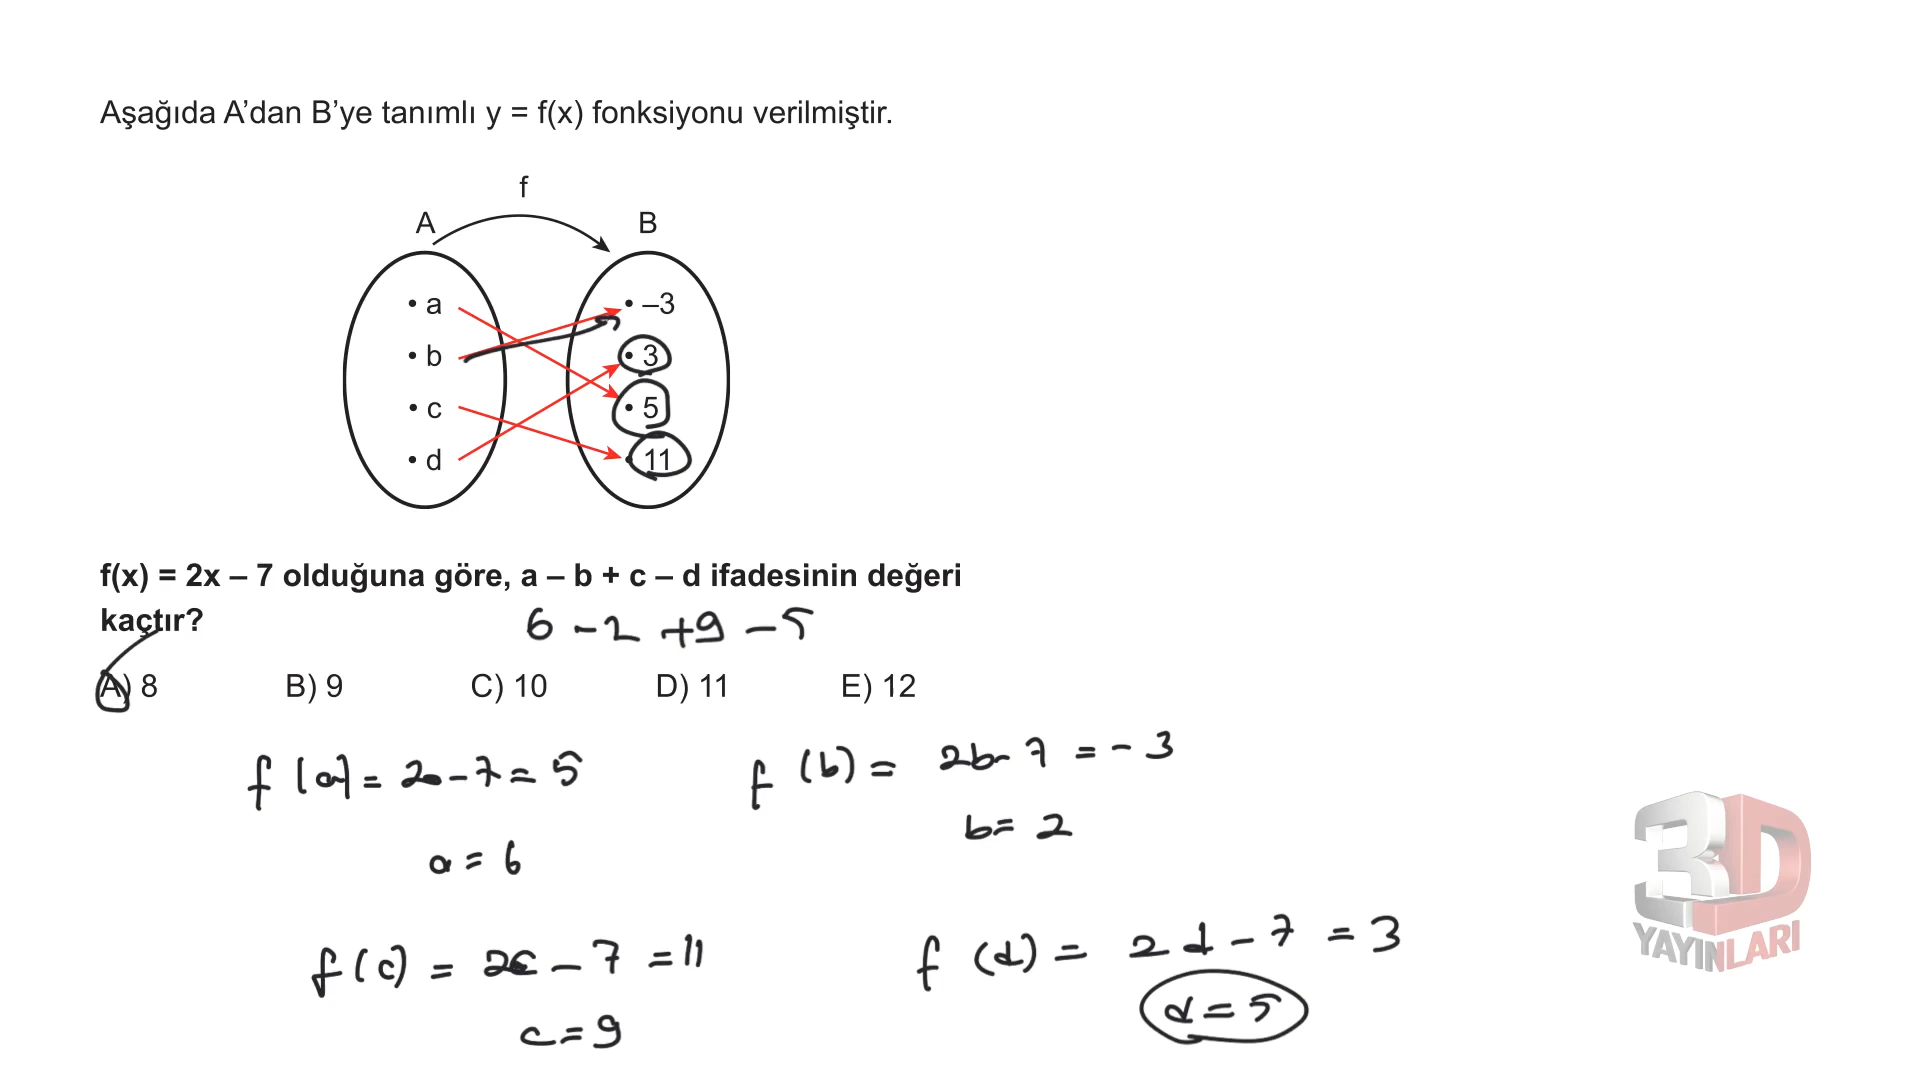 Aşağıda A’dan B’ye tanımlı y = f(x) fonksiyonu verilmiştir.
f
A B
• a • –3
• b • 3
• c • 5
• d • 11
f(x) = 2x – 7 olduğuna göre, a – b + c – d ifadesinin değeri
kaçtır?
6 - 2 + 9 - 5
A) 8 B) 9 C) 10 D) 11 E) 12
f(a) = 2a - 7 = 5
f(b) = 2b - 7 = - 3
a = 6
b = 2
f(c) = 2c - 7 = 11
f(d) = 2d - 7 = 3
c = 9
d = 5
3D
YAYINLARI